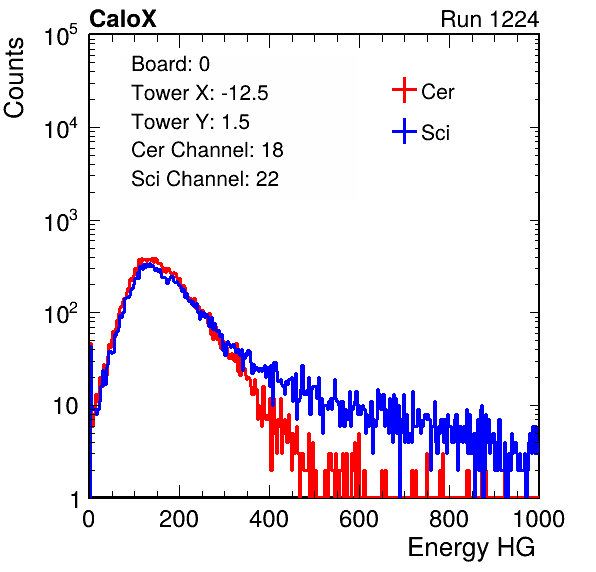 CaloX Run 1224
Counts
10^5
10^4
10^3
10^2
10
1
Board: 0
Tower X: -12.5
Tower Y: 1.5
Cer Channel: 18
Sci Channel: 22
Cer
Sci
0 200 400 600 800 1000
Energy HG